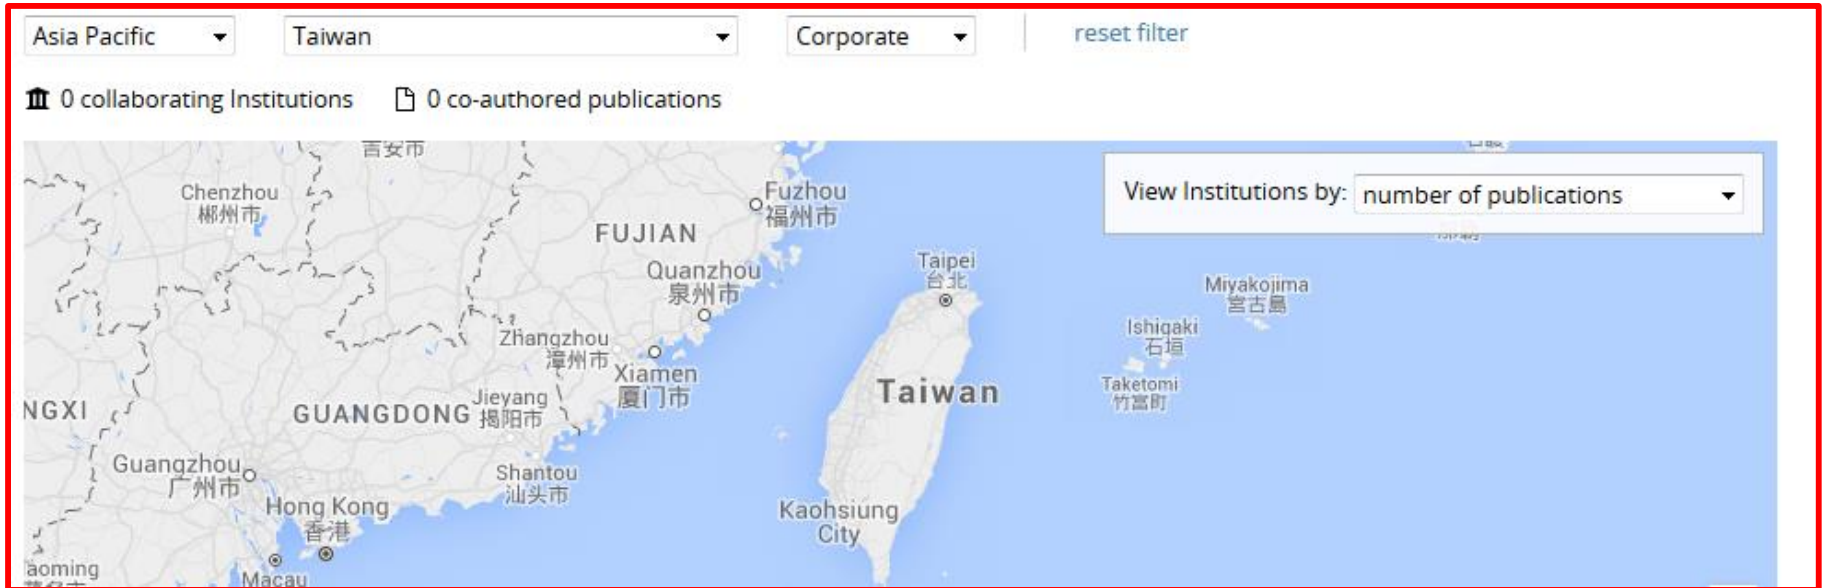 Asia Pacific
Taiwan
Corporate
reset filter
0 collaborating Institutions
0 co-authored publications
吉安市
Chenzhou
郴州市
Fuzhou
福州市
View Institutions by: number of publications
FUJIAN
Quanzhou
泉州市
Taipei
台北
Miyakojima
宮古島
Ishigaki
石垣
Zhangzhou
漳州市
Xiamen
厦门市
Taiwan
Taketomi
竹富町
NGXI
GUANGDONG
Jieyang
揭阳市
Guangzhou
广州市
Shantou
汕头市
Hong Kong
香港
Kaohsiung
City
aoming
Macau